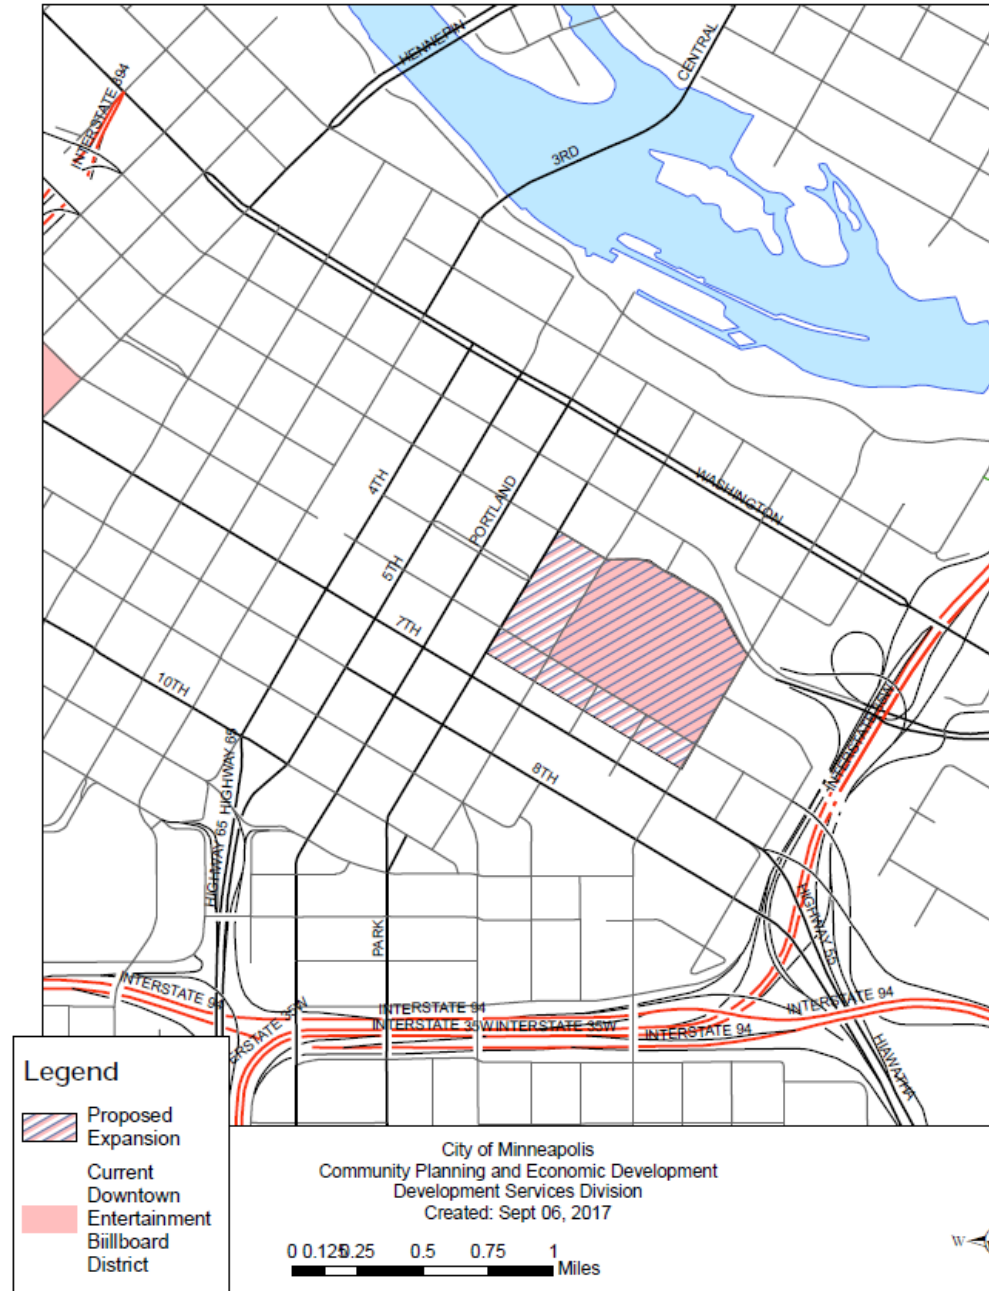 HENNEPIN
CENTRAL
INTERSTATE 394
3RD
WASHINGTON
4TH
PORTLAND
5TH
7TH
10TH
8TH
HIGHWAY 65
HIGHWAY 65
INTERSTATE 35W
HIGHWAY 55
PARK
INTERSTATE 94
INTERSTATE 94
INTERSTATE 94
INTERSTATE 35W
INTERSTATE 35W
INTERSTATE 94
ERSTATE 35W
HIAWATHA
Legend
Proposed
Expansion
Current
Downtown
Entertainment
Biillboard
District
City of Minneapolis
Community Planning and Economic Development
Development Services Division
Created: Sept 06, 2017
0 0.125 0.25 0.5 0.75 1
Miles
W